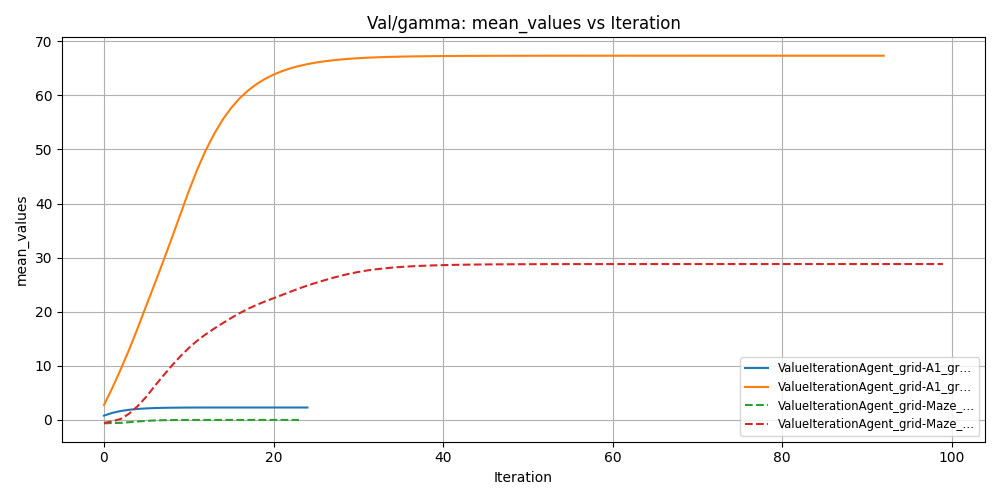 Val/gamma: mean_values vs Iteration
70
60
50
40
30
20
10
0
mean_values
0
20
40
60
80
100
Iteration
ValueIterationAgent_grid-A1_gr...
ValueIterationAgent_grid-A1_gr...
ValueIterationAgent_grid-Maze_...
ValueIterationAgent_grid-Maze_...